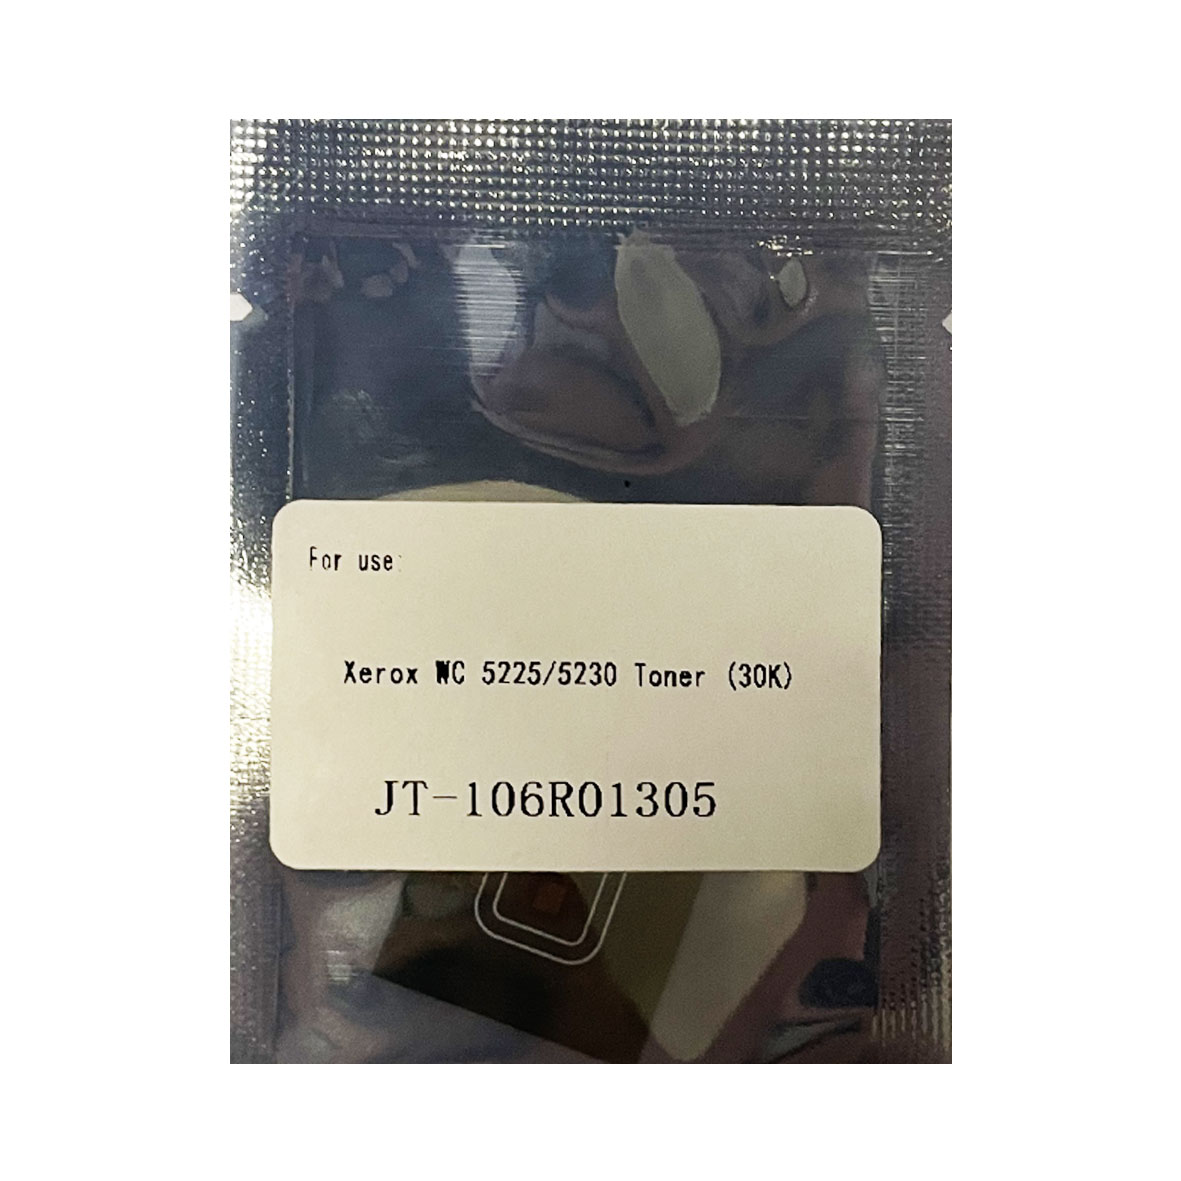 For use:
Xerox WC 5225/5230 Toner (30K)
JT-106R01305